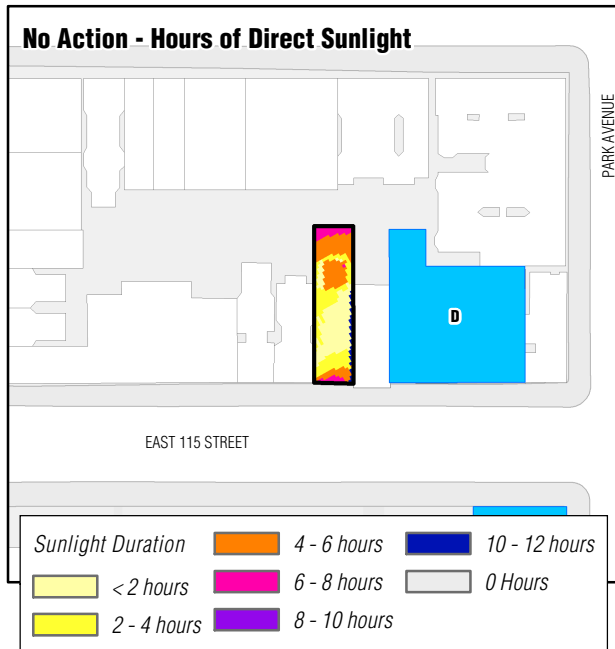 No Action - Hours of Direct Sunlight
PARK AVENUE
D
EAST 115 STREET
Sunlight Duration
< 2 hours
2 - 4 hours
4 - 6 hours
6 - 8 hours
8 - 10 hours
10 - 12 hours
0 Hours